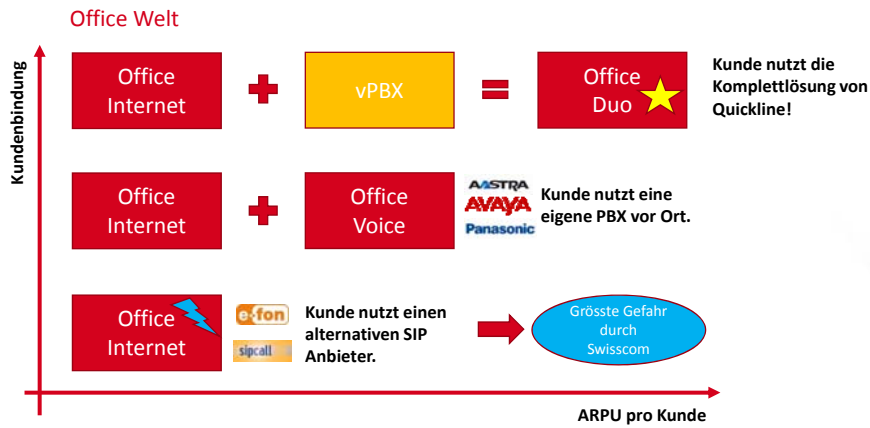 Office Welt
Kundenbindung
Office
Internet
vPBX
Office
Duo
Kunde nutzt die
Komplettlösung von
Quickline!
Office
Internet
Office
Voice
AASTRA
AVAYA
Panasonic
Kunde nutzt eine
eigene PBX vor Ort.
Office
Internet
e-fon
sipcall
Kunde nutzt einen
alternativen SIP
Anbieter.
Grösste Gefahr
durch
Swisscom
ARPU pro Kunde